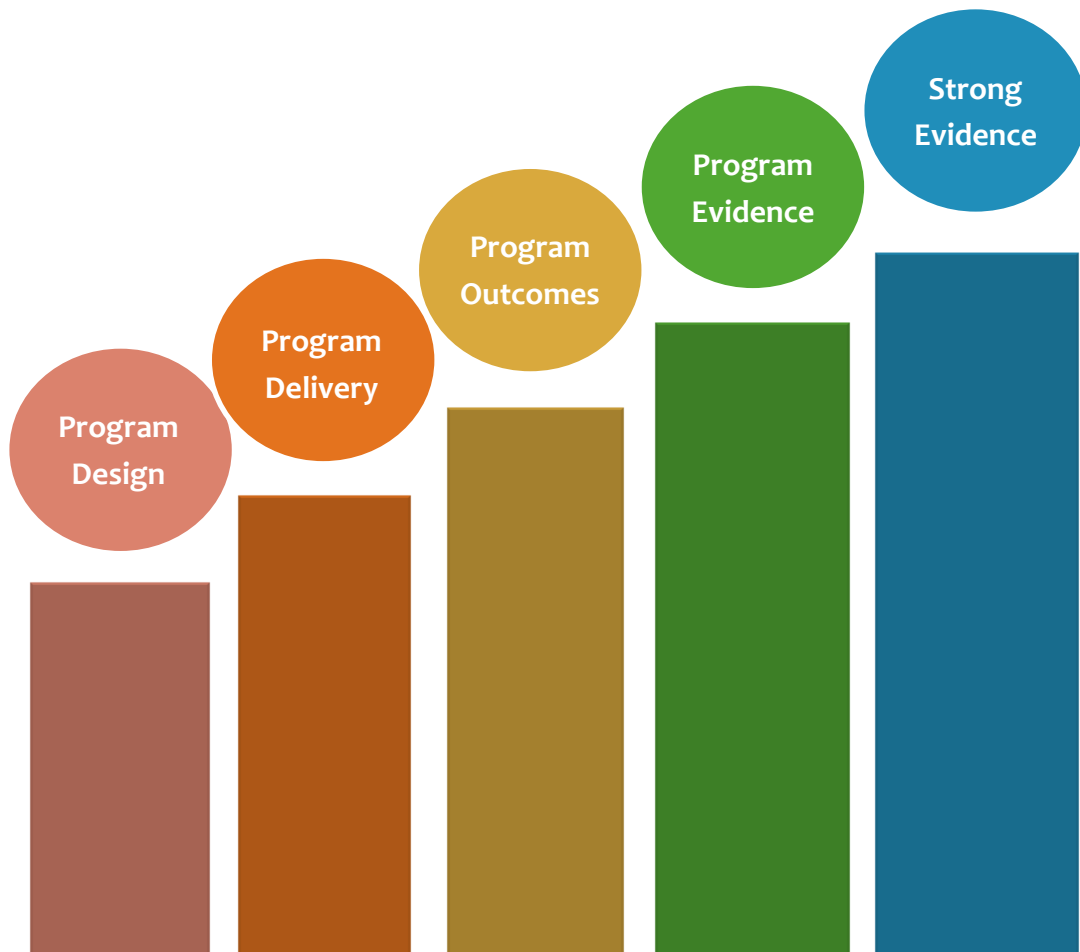 Program
Design
Program
Delivery
Program
Outcomes
Program
Evidence
Strong
Evidence